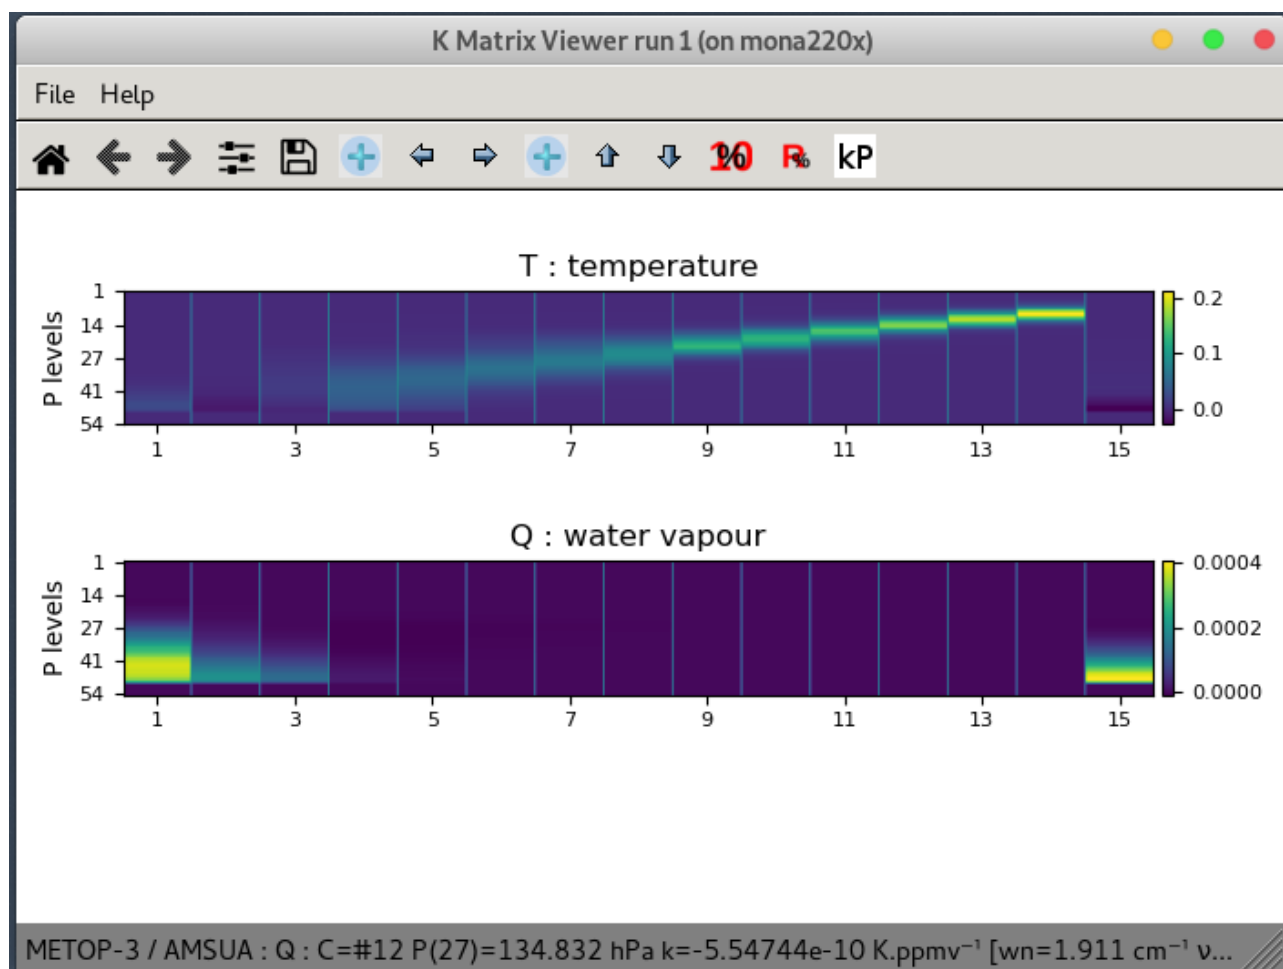 K Matrix Viewer run 1 (on mona220x)
File Help
10 % R % kP
T : temperature
P levels
1
14
27
41
54
0.2
0.1
0.0
1 3 5 7 9 11 13 15
Q : water vapour
P levels
1
14
27
41
54
0.0004
0.0002
0.0000
1 3 5 7 9 11 13 15
METOP-3 / AMSUA : Q : C=#12 P(27)=134.832 hPa k=-5.54744e-10 K.ppmv⁻¹ [wn=1.911 cm⁻¹ ν...